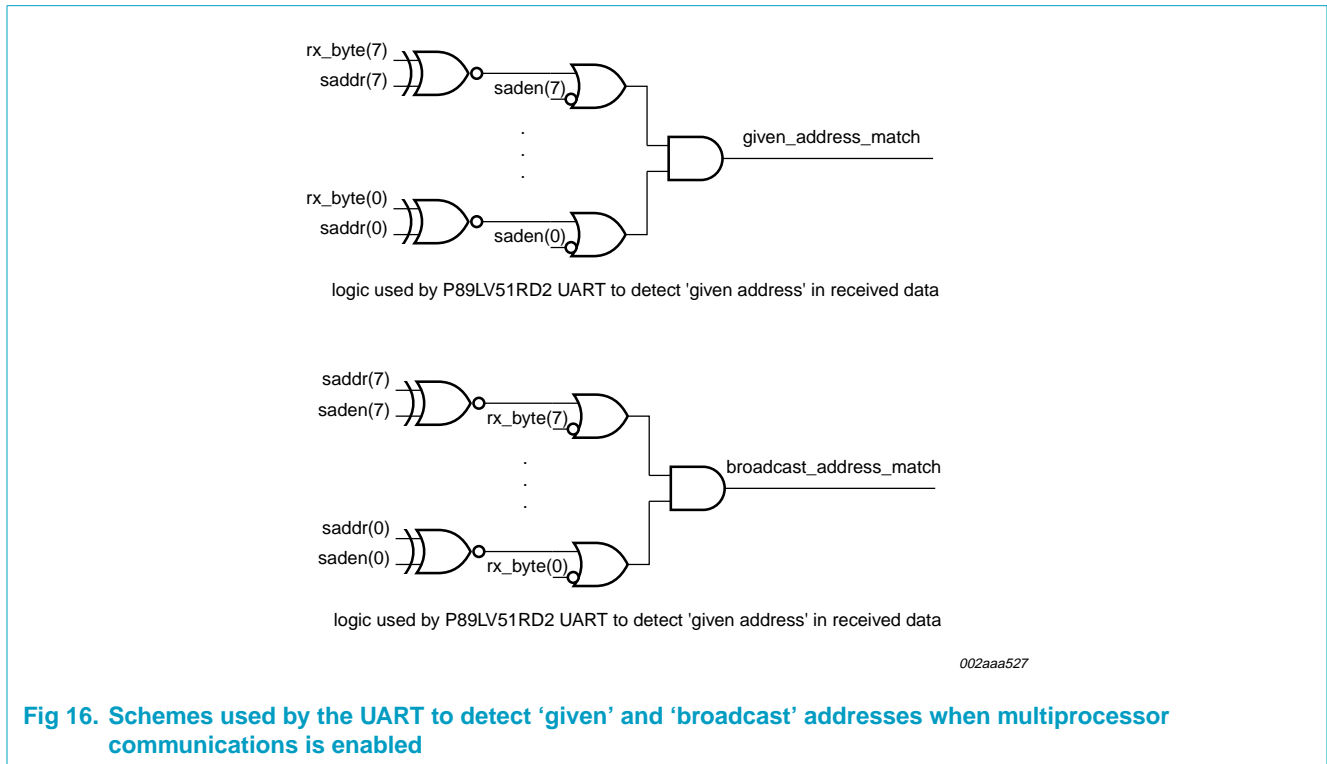 rx_byte(7)
saddr(7)
saden(7)
given_address_match
rx_byte(0)
saddr(0)
saden(0)
logic used by P89LV51RD2 UART to detect 'given address' in received data
saddr(7)
saden(7)
rx_byte(7)
broadcast_address_match
saddr(0)
saden(0)
rx_byte(0)
logic used by P89LV51RD2 UART to detect 'given address' in received data
002aaa527
Fig 16. Schemes used by the UART to detect ‘given’ and ‘broadcast’ addresses when multiprocessor
communications is enabled